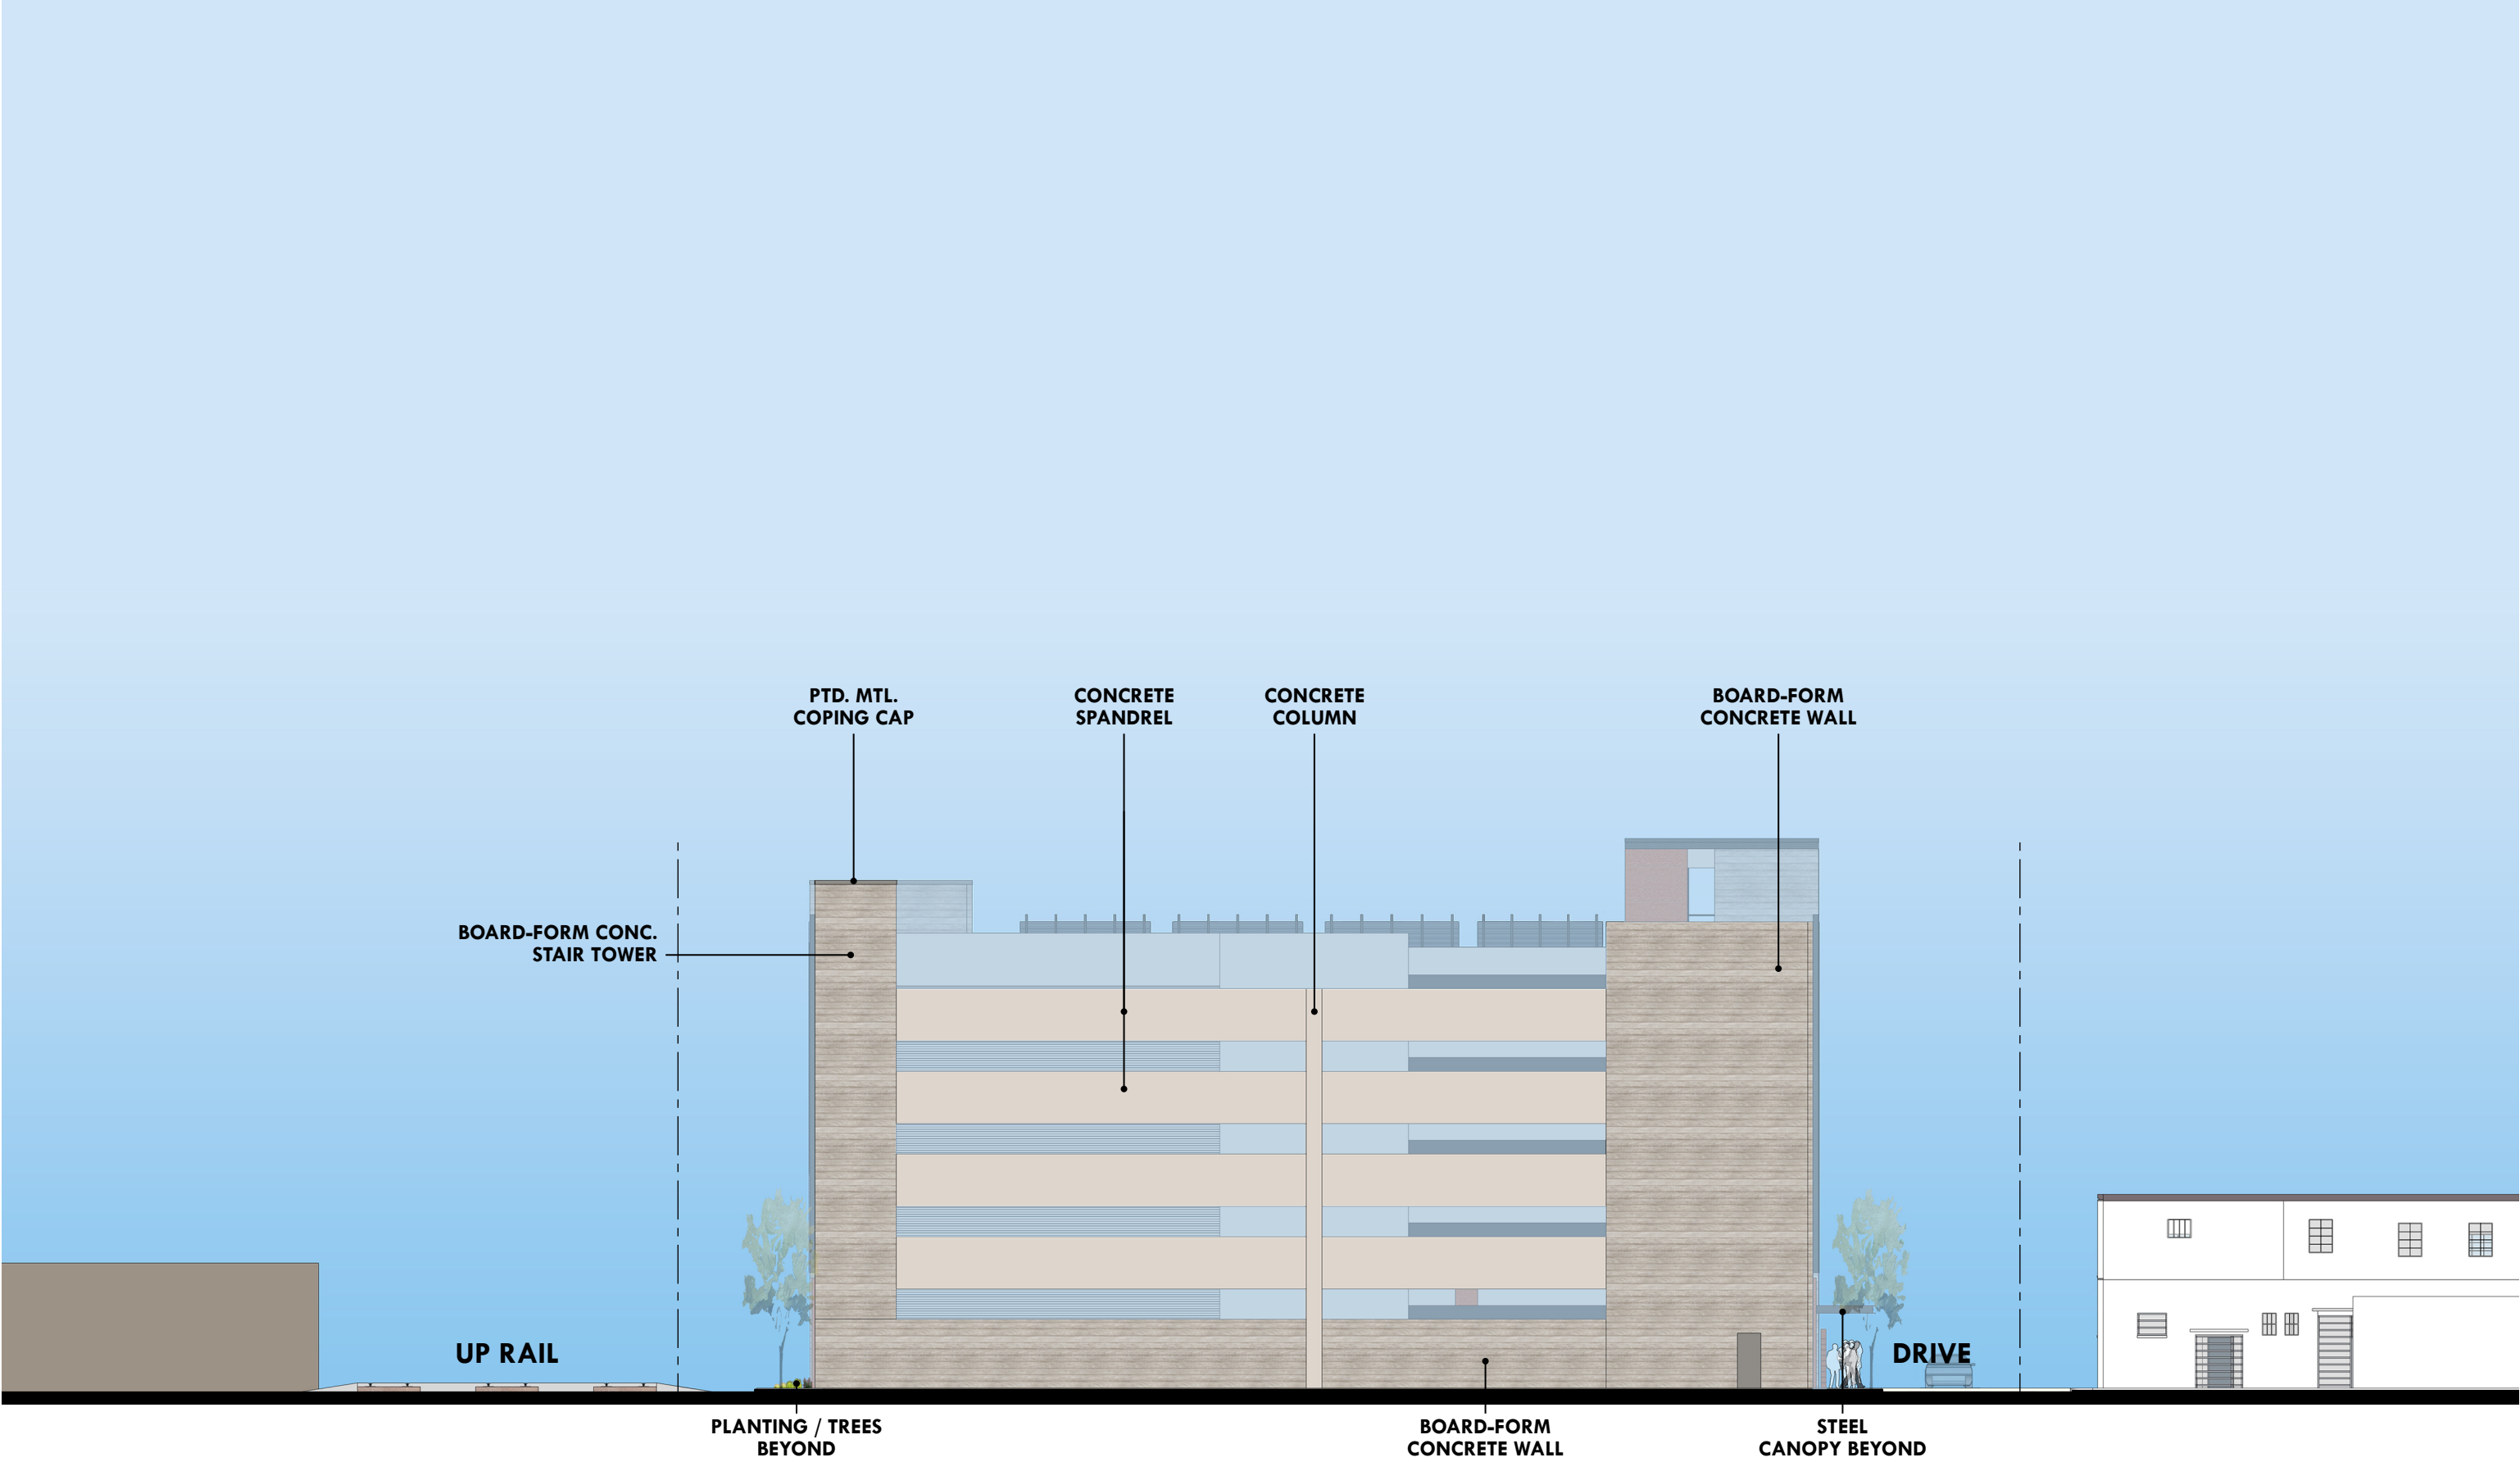 PTD. MTL.
COPING CAP
CONCRETE
SPANDREL
CONCRETE
COLUMN
BOARD-FORM
CONCRETE WALL
BOARD-FORM CONC.
STAIR TOWER
UP RAIL
DRIVE
PLANTING / TREES
BEYOND
BOARD-FORM
CONCRETE WALL
STEEL
CANOPY BEYOND